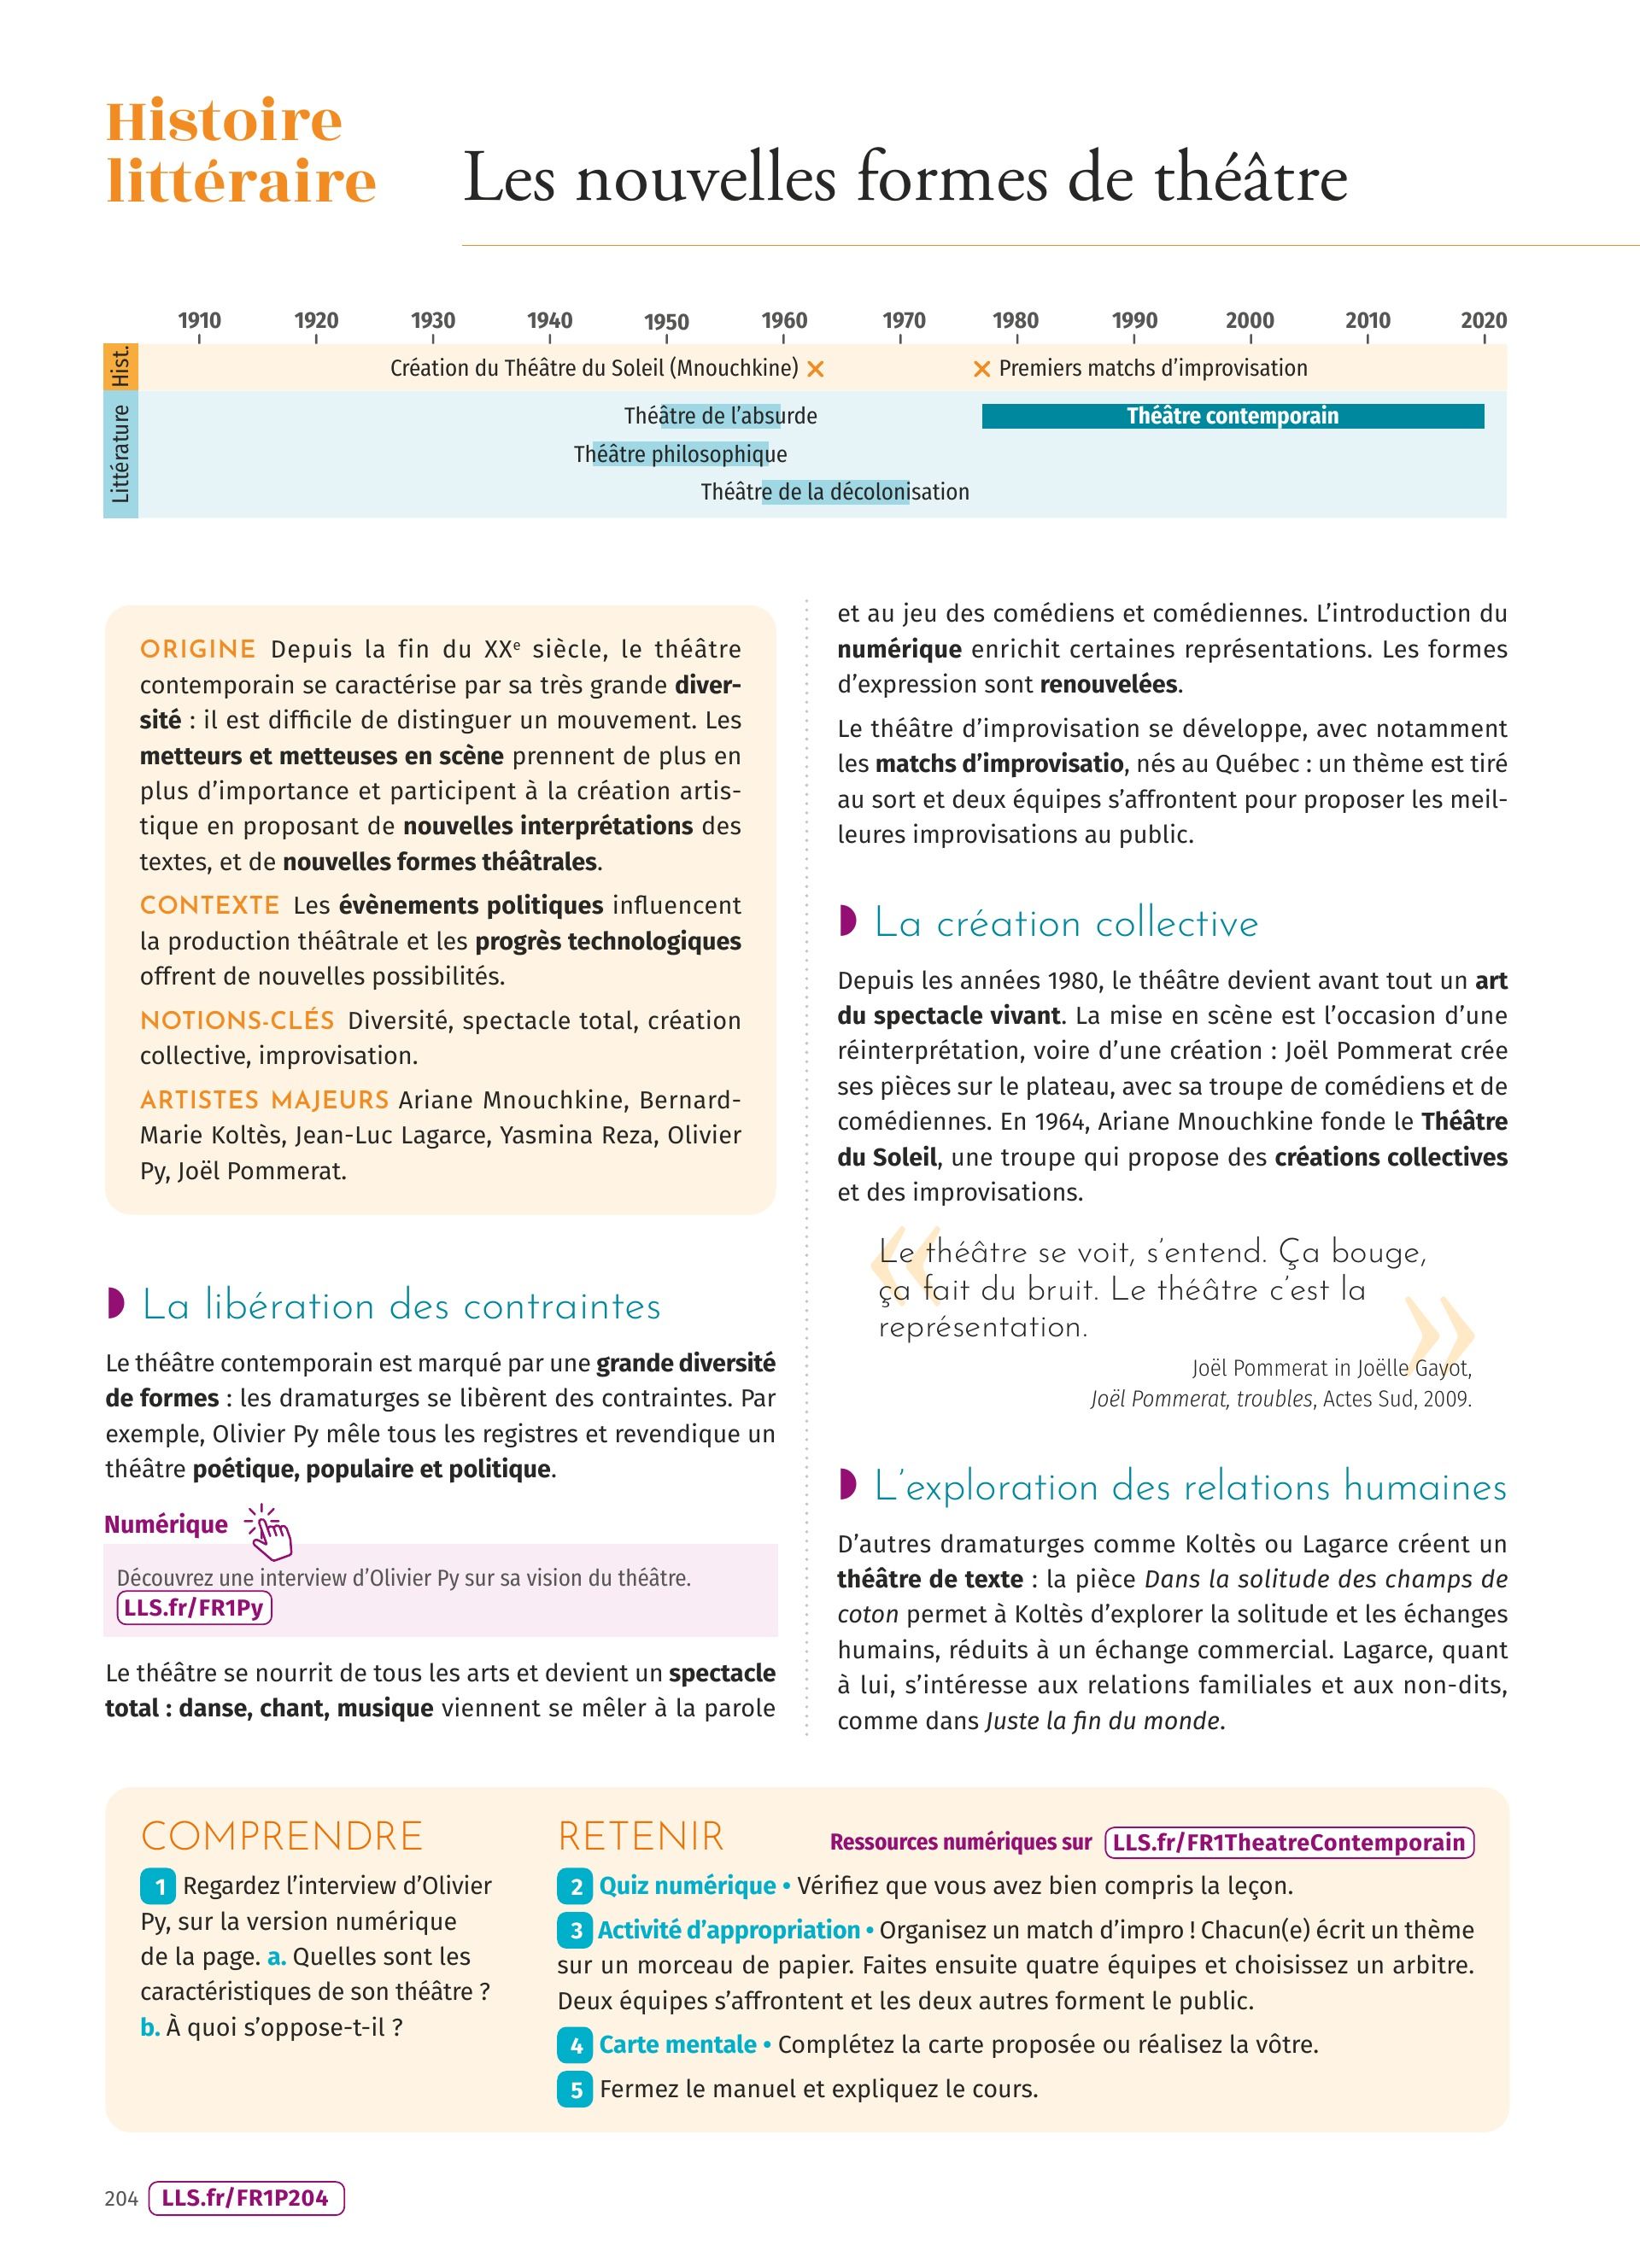 Histoire
littéraire
Les nouvelles formes de théâtre
1910 1920 1930 1940 1950 1960 1970 1980 1990 2000 2010 2020
Hist.
Création du Théâtre du Soleil (Mnouchkine)
Premiers matchs d'improvisation
Littérature
Théâtre de l'absurde
Théâtre contemporain
Théâtre philosophique
Théâtre de la décolonisation
ORIGINE Depuis la fin du XXe siècle, le théâtre
contemporain se caractérise par sa très grande diver-
sité : il est difficile de distinguer un mouvement. Les
metteurs et metteuses en scène prennent de plus en
plus d'importance et participent à la création artis-
tique en proposant de nouvelles interprétations des
textes, et de nouvelles formes théâtrales.
CONTEXTE Les évènements politiques influencent
la production théâtrale et les progrès technologiques
offrent de nouvelles possibilités.
NOTIONS-CLÉS Diversité, spectacle total, création
collective, improvisation.
ARTISTES MAJEURS Ariane Mnouchkine, Bernard-
Marie Koltès, Jean-Luc Lagarce, Yasmina Reza, Olivier
Py, Joël Pommerat.
La libération des contraintes
Le théâtre contemporain est marqué par une grande diversité
de formes : les dramaturges se libèrent des contraintes. Par
exemple, Olivier Py mêle tous les registres et revendique un
théâtre poétique, populaire et politique.
Numérique
Découvrez une interview d'Olivier Py sur sa vision du théâtre.
LLS.fr/FR1Py
Le théâtre se nourrit de tous les arts et devient un spectacle
total : danse, chant, musique viennent se mêler à la parole
et au jeu des comédiens et comédiennes. L'introduction du
numérique enrichit certaines représentations. Les formes
d'expression sont renouvelées.
Le théâtre d'improvisation se développe, avec notamment
les matchs d'improvisatio, nés au Québec : un thème est tiré
au sort et deux équipes s'affrontent pour proposer les meil-
leures improvisations au public.
La création collective
Depuis les années 1980, le théâtre devient avant tout un art
du spectacle vivant. La mise en scène est l'occasion d'une
réinterprétation, voire d'une création : Joël Pommerat crée
ses pièces sur le plateau, avec sa troupe de comédiens et de
comédiennes. En 1964, Ariane Mnouchkine fonde le Théâtre
du Soleil, une troupe qui propose des créations collectives
et des improvisations.
« Le théâtre se voit, s'entend. Ça bouge,
ça fait du bruit. Le théâtre c'est la
représentation. »
Joël Pommerat in Joëlle Gayot,
Joël Pommerat, troubles, Actes Sud, 2009.
L'exploration des relations humaines
D'autres dramaturges comme Koltès ou Lagarce créent un
théâtre de texte : la pièce Dans la solitude des champs de
coton permet à Koltès d'explorer la solitude et les échanges
humains, réduits à un échange commercial. Lagarce, quant
à lui, s'intéresse aux relations familiales et aux non-dits,
comme dans Juste la fin du monde.
COMPRENDRE
1 Regardez l'interview d'Olivier
Py, sur la version numérique
de la page. a. Quelles sont les
caractéristiques de son théâtre ?
b. À quoi s'oppose-t-il ?
RETENIR
Ressources numériques sur LLS.fr/FR1TheatreContemporain
2 Quiz numérique • Vérifiez que vous avez bien compris la leçon.
3 Activité d'appropriation • Organisez un match d'impro ! Chacun(e) écrit un thème
sur un morceau de papier. Faites ensuite quatre équipes et choisissez un arbitre.
Deux équipes s'affrontent et les deux autres forment le public.
4 Carte mentale • Complétez la carte proposée ou réalisez la vôtre.
5 Fermez le manuel et expliquez le cours.
204 LLS.fr/FR1P204